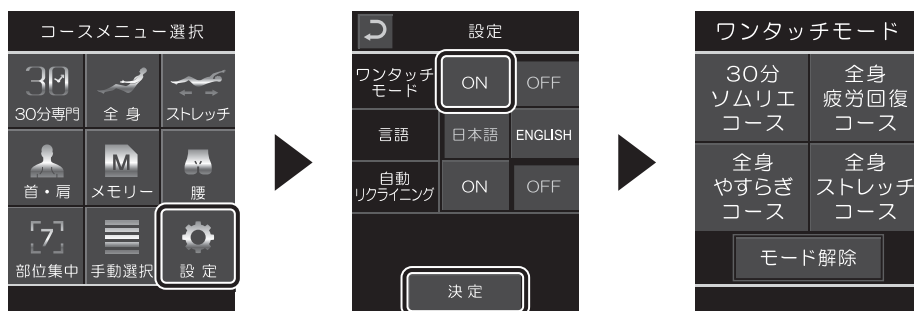 コースメニュー選択
30
30分専門
全身
ストレッチ
首・肩
M
メモリー
腰
7
部位集中
手動選択
設定
設定
ワンタッチ
モード
ON
OFF
言語
日本語
ENGLISH
自動
リクライニング
ON
OFF
決定
ワンタッチモード
30分
ソムリエ
コース
全身
疲労回復
コース
全身
やすらぎ
コース
全身
ストレッチ
コース
モード解除